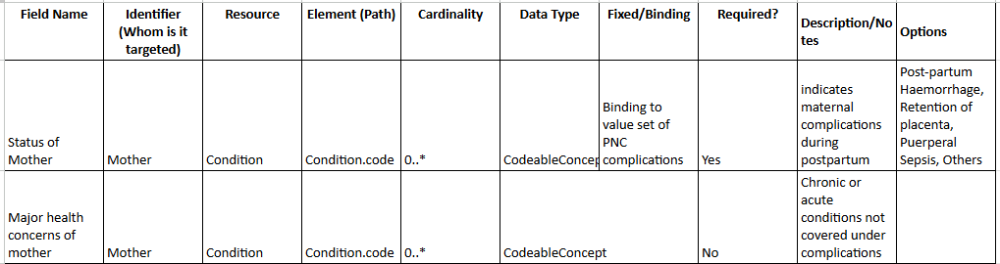 Field Name
Identifier
(Whom is it
targeted)
Resource
Element (Path)
Cardinality
Data Type
Fixed/Binding
Required?
Description/No
tes
Options
Status of
Mother
Mother
Condition
Condition.code
0..*
CodeableConcep
Binding to
value set of
PNC
complications
Yes
indicates
maternal
complications
during
postpartum
Post-partum
Haemorrhage,
Retention of
placenta,
Puerperal
Sepsis, Others
Major health
concerns of
mother
Mother
Condition
Condition.code
0..*
CodeableConcept
No
Chronic or
acute
conditions not
covered under
complications